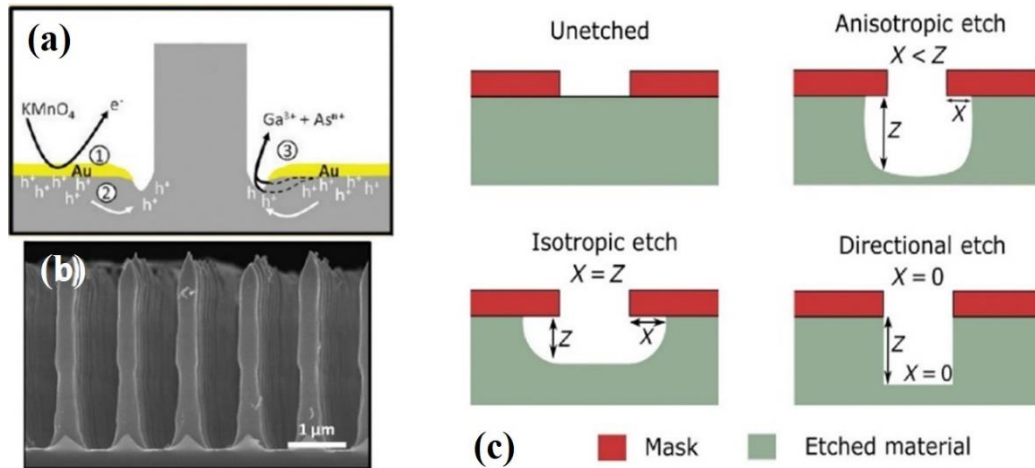 (a)
KMnO₄
e⁻
Ga³⁺ + Asⁿ⁺
①
③
Au
Au
h⁺ h⁺ h⁺ h⁺
h⁺ h⁺ h⁺
②
h⁺
h⁺
h⁺ h⁺ h⁺ h⁺
h⁺ h⁺ h⁺
(b)
1 µm
Unetched
Anisotropic etch
X < Z
Z
X
Isotropic etch
X = Z
Z
X
Directional etch
X = 0
Z
X = 0
(c)
Mask
Etched material